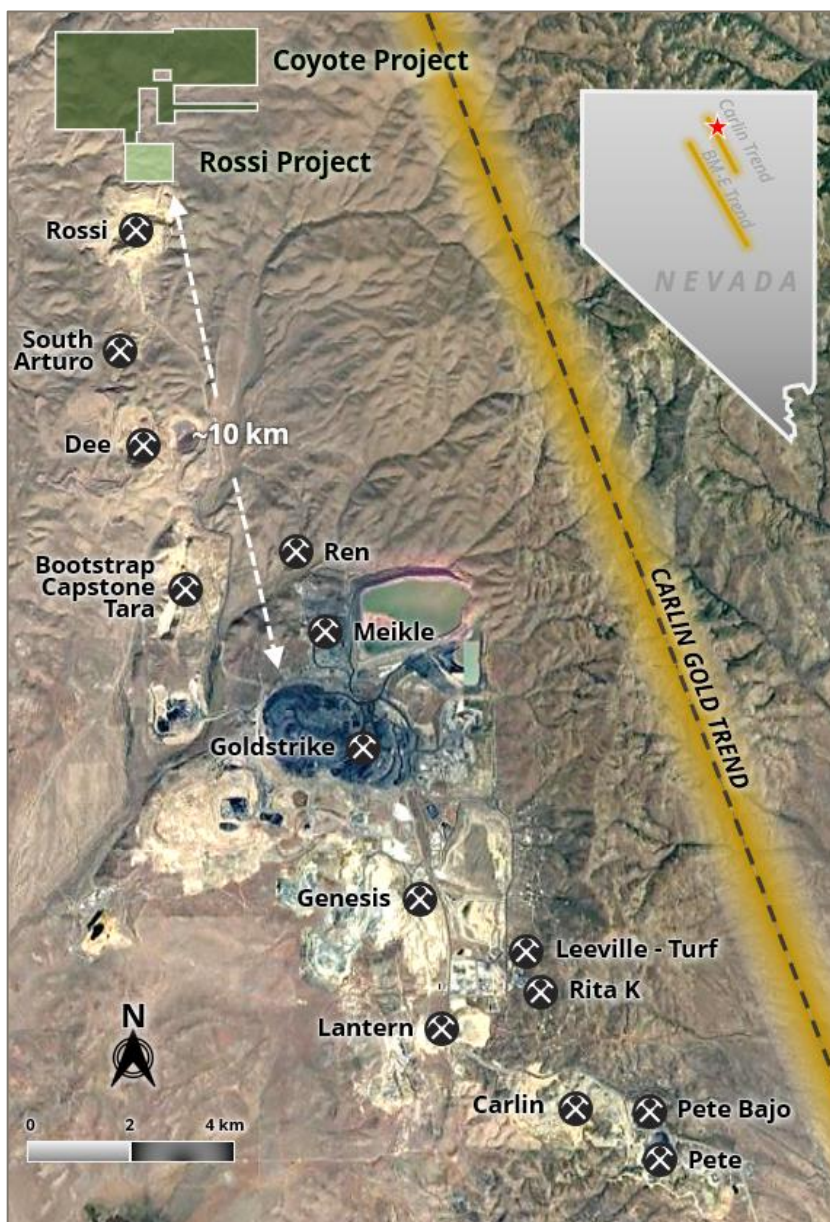 Coyote Project
Rossi Project
Carlin Trend
BM-E Trend
NEVADA
Rossi
South
Arturo
Dee
~10 km
Ren
Bootstrap
Capstone
Tara
Meikle
CARLIN GOLD TREND
Goldstrike
Genesis
Leeville - Turf
Rita K
Lantern
N
Carlin
Pete Bajo
Pete
0
2
4 km